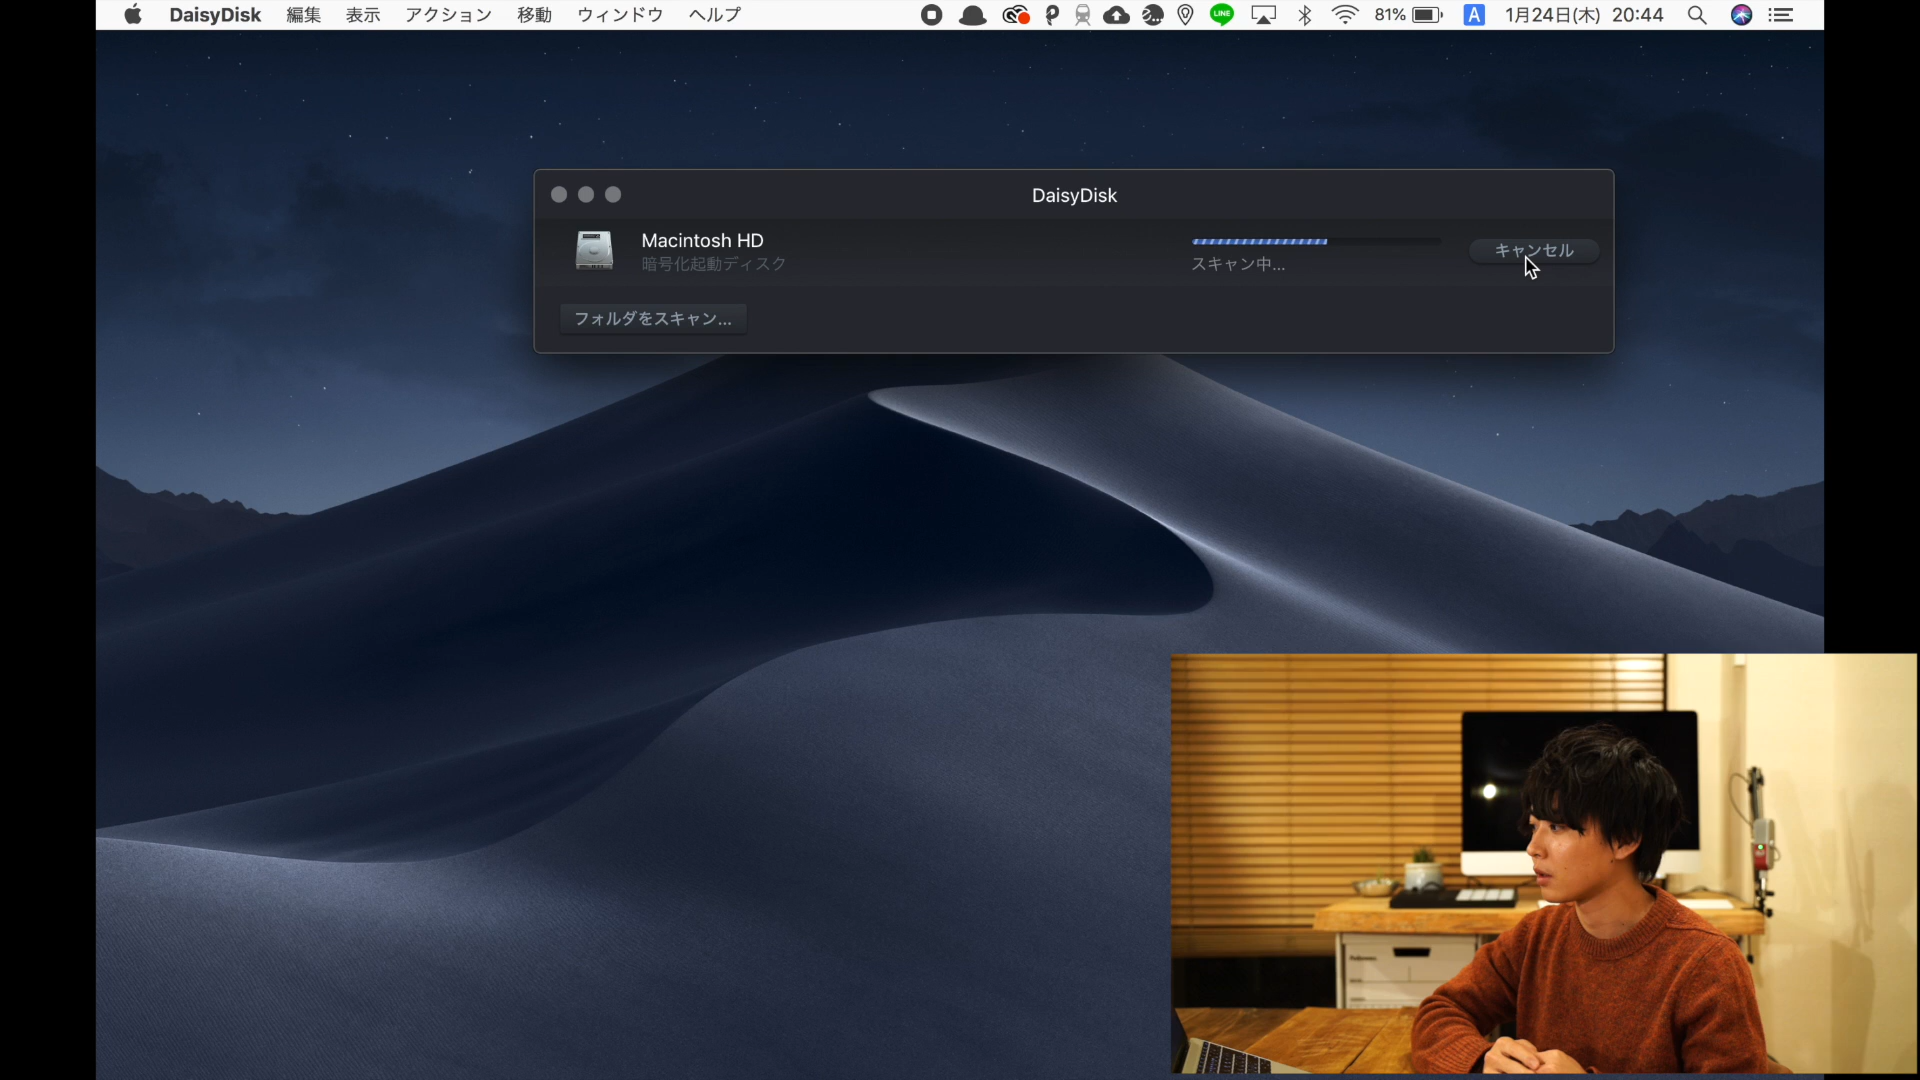 DaisyDisk 編集 表示 アクション 移動 ウィンドウ ヘルプ LINE 81% A 1月24日(木) 20:44
DaisyDisk
Macintosh HD
暗号化起動ディスク
スキャン中...
キャンセル
フォルダをスキャン...